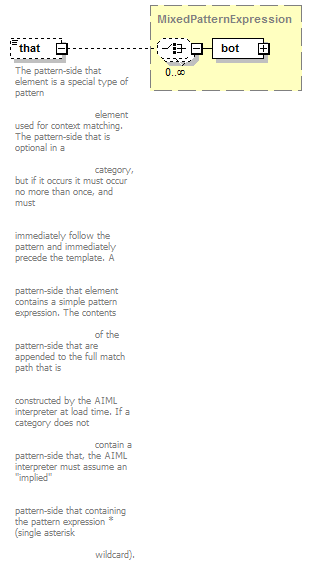 MixedPatternExpression
that
bot
0..∞
The pattern-side that
element is a special type of
pattern
element
used for context matching.
The pattern-side that is
optional in a
category,
but if it occurs it must occur
no more than once, and
must
immediately follow the
pattern and immediately
precede the template. A
pattern-side that element
contains a simple pattern
expression. The contents
of the
pattern-side that are
appended to the full match
path that is
constructed by the AIML
interpreter at load time. If a
category does not
contain a
pattern-side that, the AIML
interpreter must assume an
"implied"
pattern-side that containing
the pattern expression *
(single asterisk
wildcard).